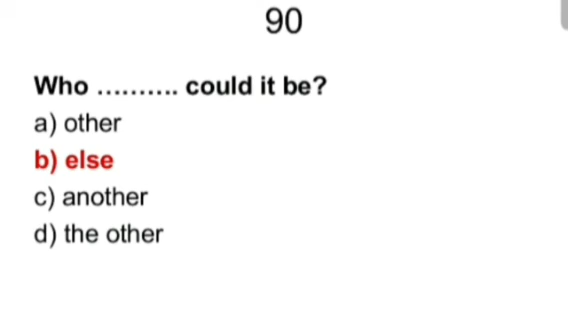 90
Who .......... could it be?
a) other
b) else
c) another
d) the other